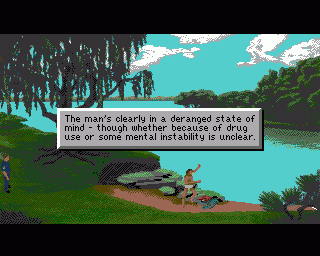 The man's clearly in a deranged state of
mind - though whether because of drug
use or some mental instability is unclear.